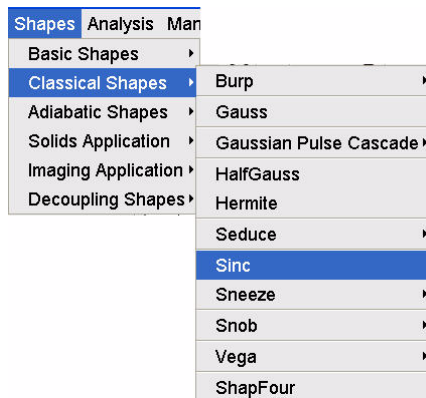 Shapes Analysis Man
Basic Shapes
Classical Shapes
Adiabatic Shapes
Solids Application
Imaging Application
Decoupling Shapes
Burp
Gauss
Gaussian Pulse Cascade
HalfGauss
Hermite
Seduce
Sinc
Sneeze
Snob
Vega
ShapFour